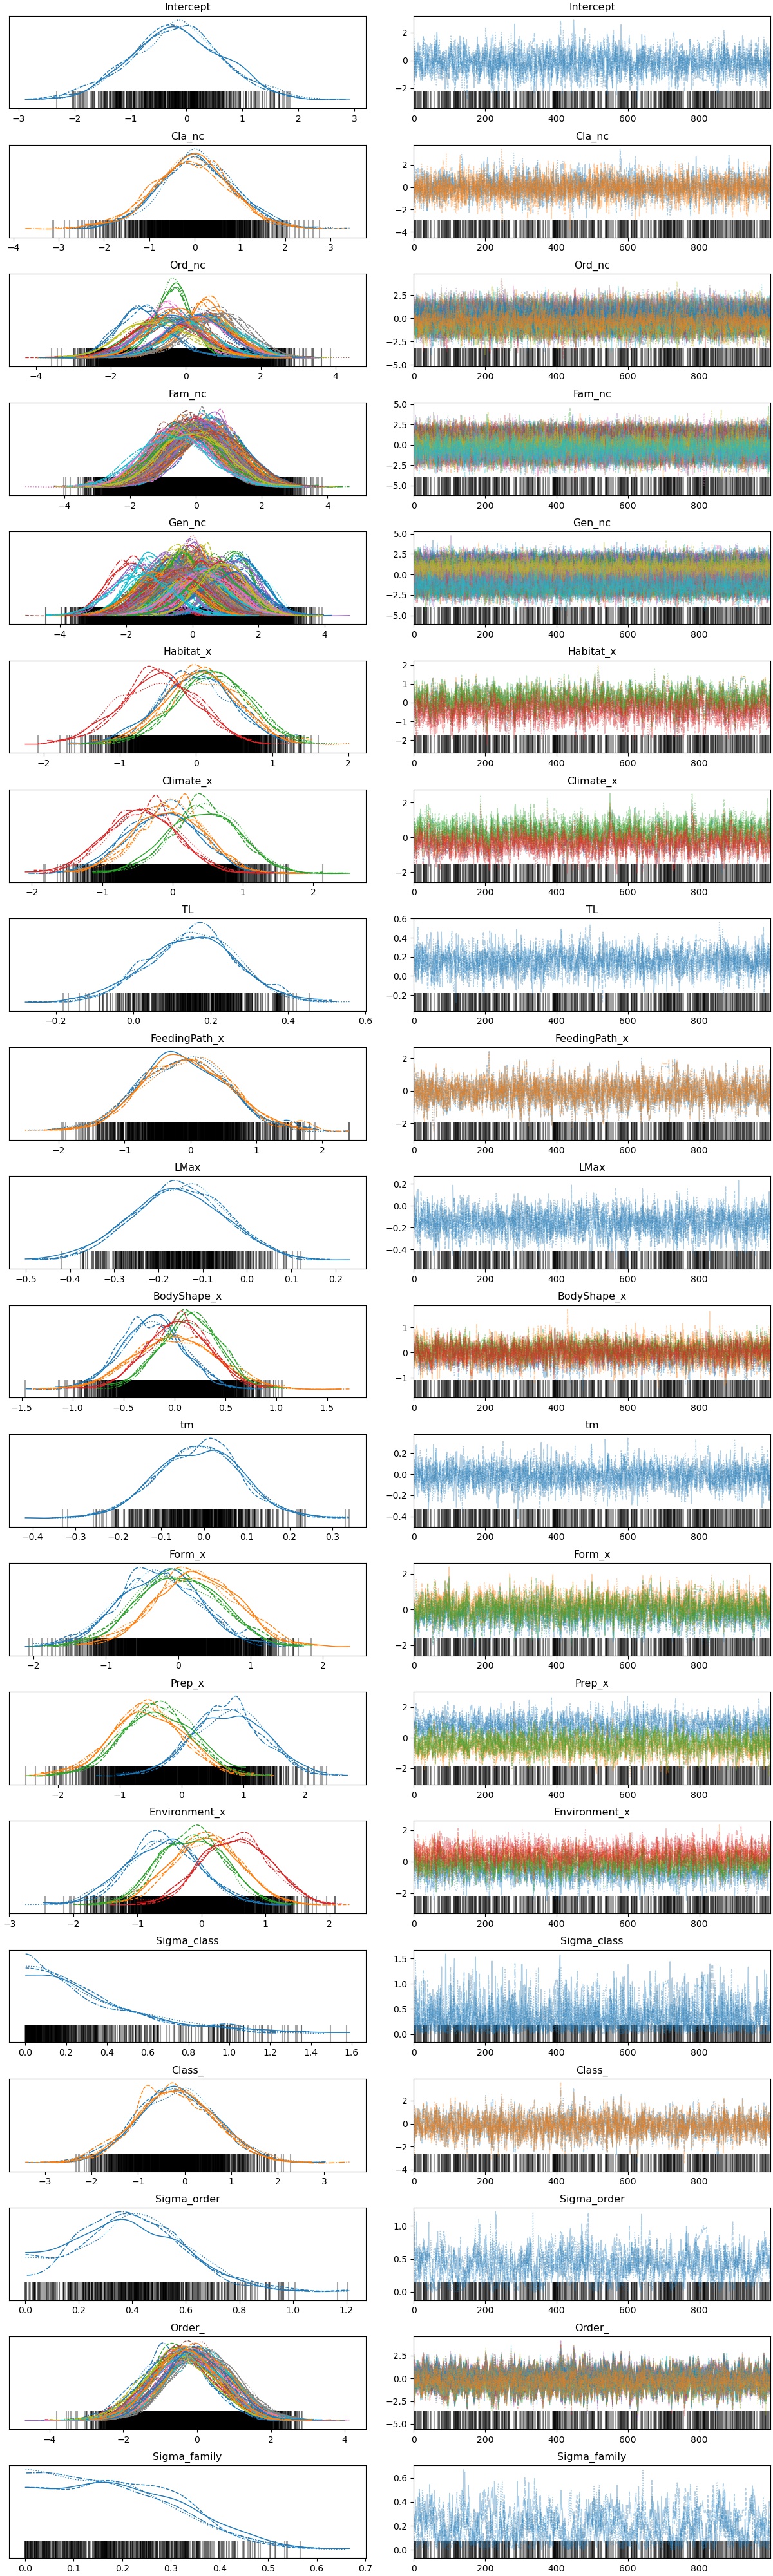 Intercept Intercept
2
0
−2
−3 −2 −1 0 1 2 3 0 200 400 600 800
Cla_nc Cla_nc
2
0
−2
−4
−4 −3 −2 −1 0 1 2 3 0 200 400 600 800
Ord_nc Ord_nc
2.5
0.0
−2.5
−5.0
−4 −2 0 2 4 0 200 400 600 800
Fam_nc Fam_nc
5.0
2.5
0.0
−2.5
−5.0
−4 −2 0 2 4 0 200 400 600 800
Gen_nc Gen_nc
5.0
2.5
0.0
−2.5
−5.0
−4 −2 0 2 4 0 200 400 600 800
Habitat_x Habitat_x
2
1
0
−1
−2
−2 −1 0 1 2 0 200 400 600 800
Climate_x Climate_x
2
0
−2
−2 −1 0 1 2 0 200 400 600 800
TL TL
0.6
0.4
0.2
0.0
−0.2
−0.2 0.0 0.2 0.4 0.6 0 200 400 600 800
FeedingPath_x FeedingPath_x
2
0
−2
−2 −1 0 1 2 0 200 400 600 800
LMax LMax
0.2
0.0
−0.2
−0.4
−0.5 −0.4 −0.3 −0.2 −0.1 0.0 0.1 0.2 0 200 400 600 800
BodyShape_x BodyShape_x
1
0
−1
−1.5 −1.0 −0.5 0.0 0.5 1.0 1.5 0 200 400 600 800
tm tm
0.2
0.0
−0.2
−0.4
−0.4 −0.3 −0.2 −0.1 0.0 0.1 0.2 0.3 0 200 400 600 800
Form_x Form_x
2
0
−2
−2 −1 0 1 2 0 200 400 600 800
Prep_x Prep_x
2
0
−2
−2 −1 0 1 2 0 200 400 600 800
Environment_x Environment_x
2
0
−2
−3 −2 −1 0 1 2 0 200 400 600 800
Sigma_class Sigma_class
1.5
1.0
0.5
0.0
0.0 0.2 0.4 0.6 0.8 1.0 1.2 1.4 1.6 0 200 400 600 800
Class_ Class_
2
0
−2
−4
−3 −2 −1 0 1 2 3 0 200 400 600 800
Sigma_order Sigma_order
1.0
0.5
0.0
0.0 0.2 0.4 0.6 0.8 1.0 1.2 0 200 400 600 800
Order_ Order_
2.5
0.0
−2.5
−5.0
−4 −2 0 2 4 0 200 400 600 800
Sigma_family Sigma_family
0.6
0.4
0.2
0.0
0.0 0.1 0.2 0.3 0.4 0.5 0.6 0.7 0 200 400 600 800